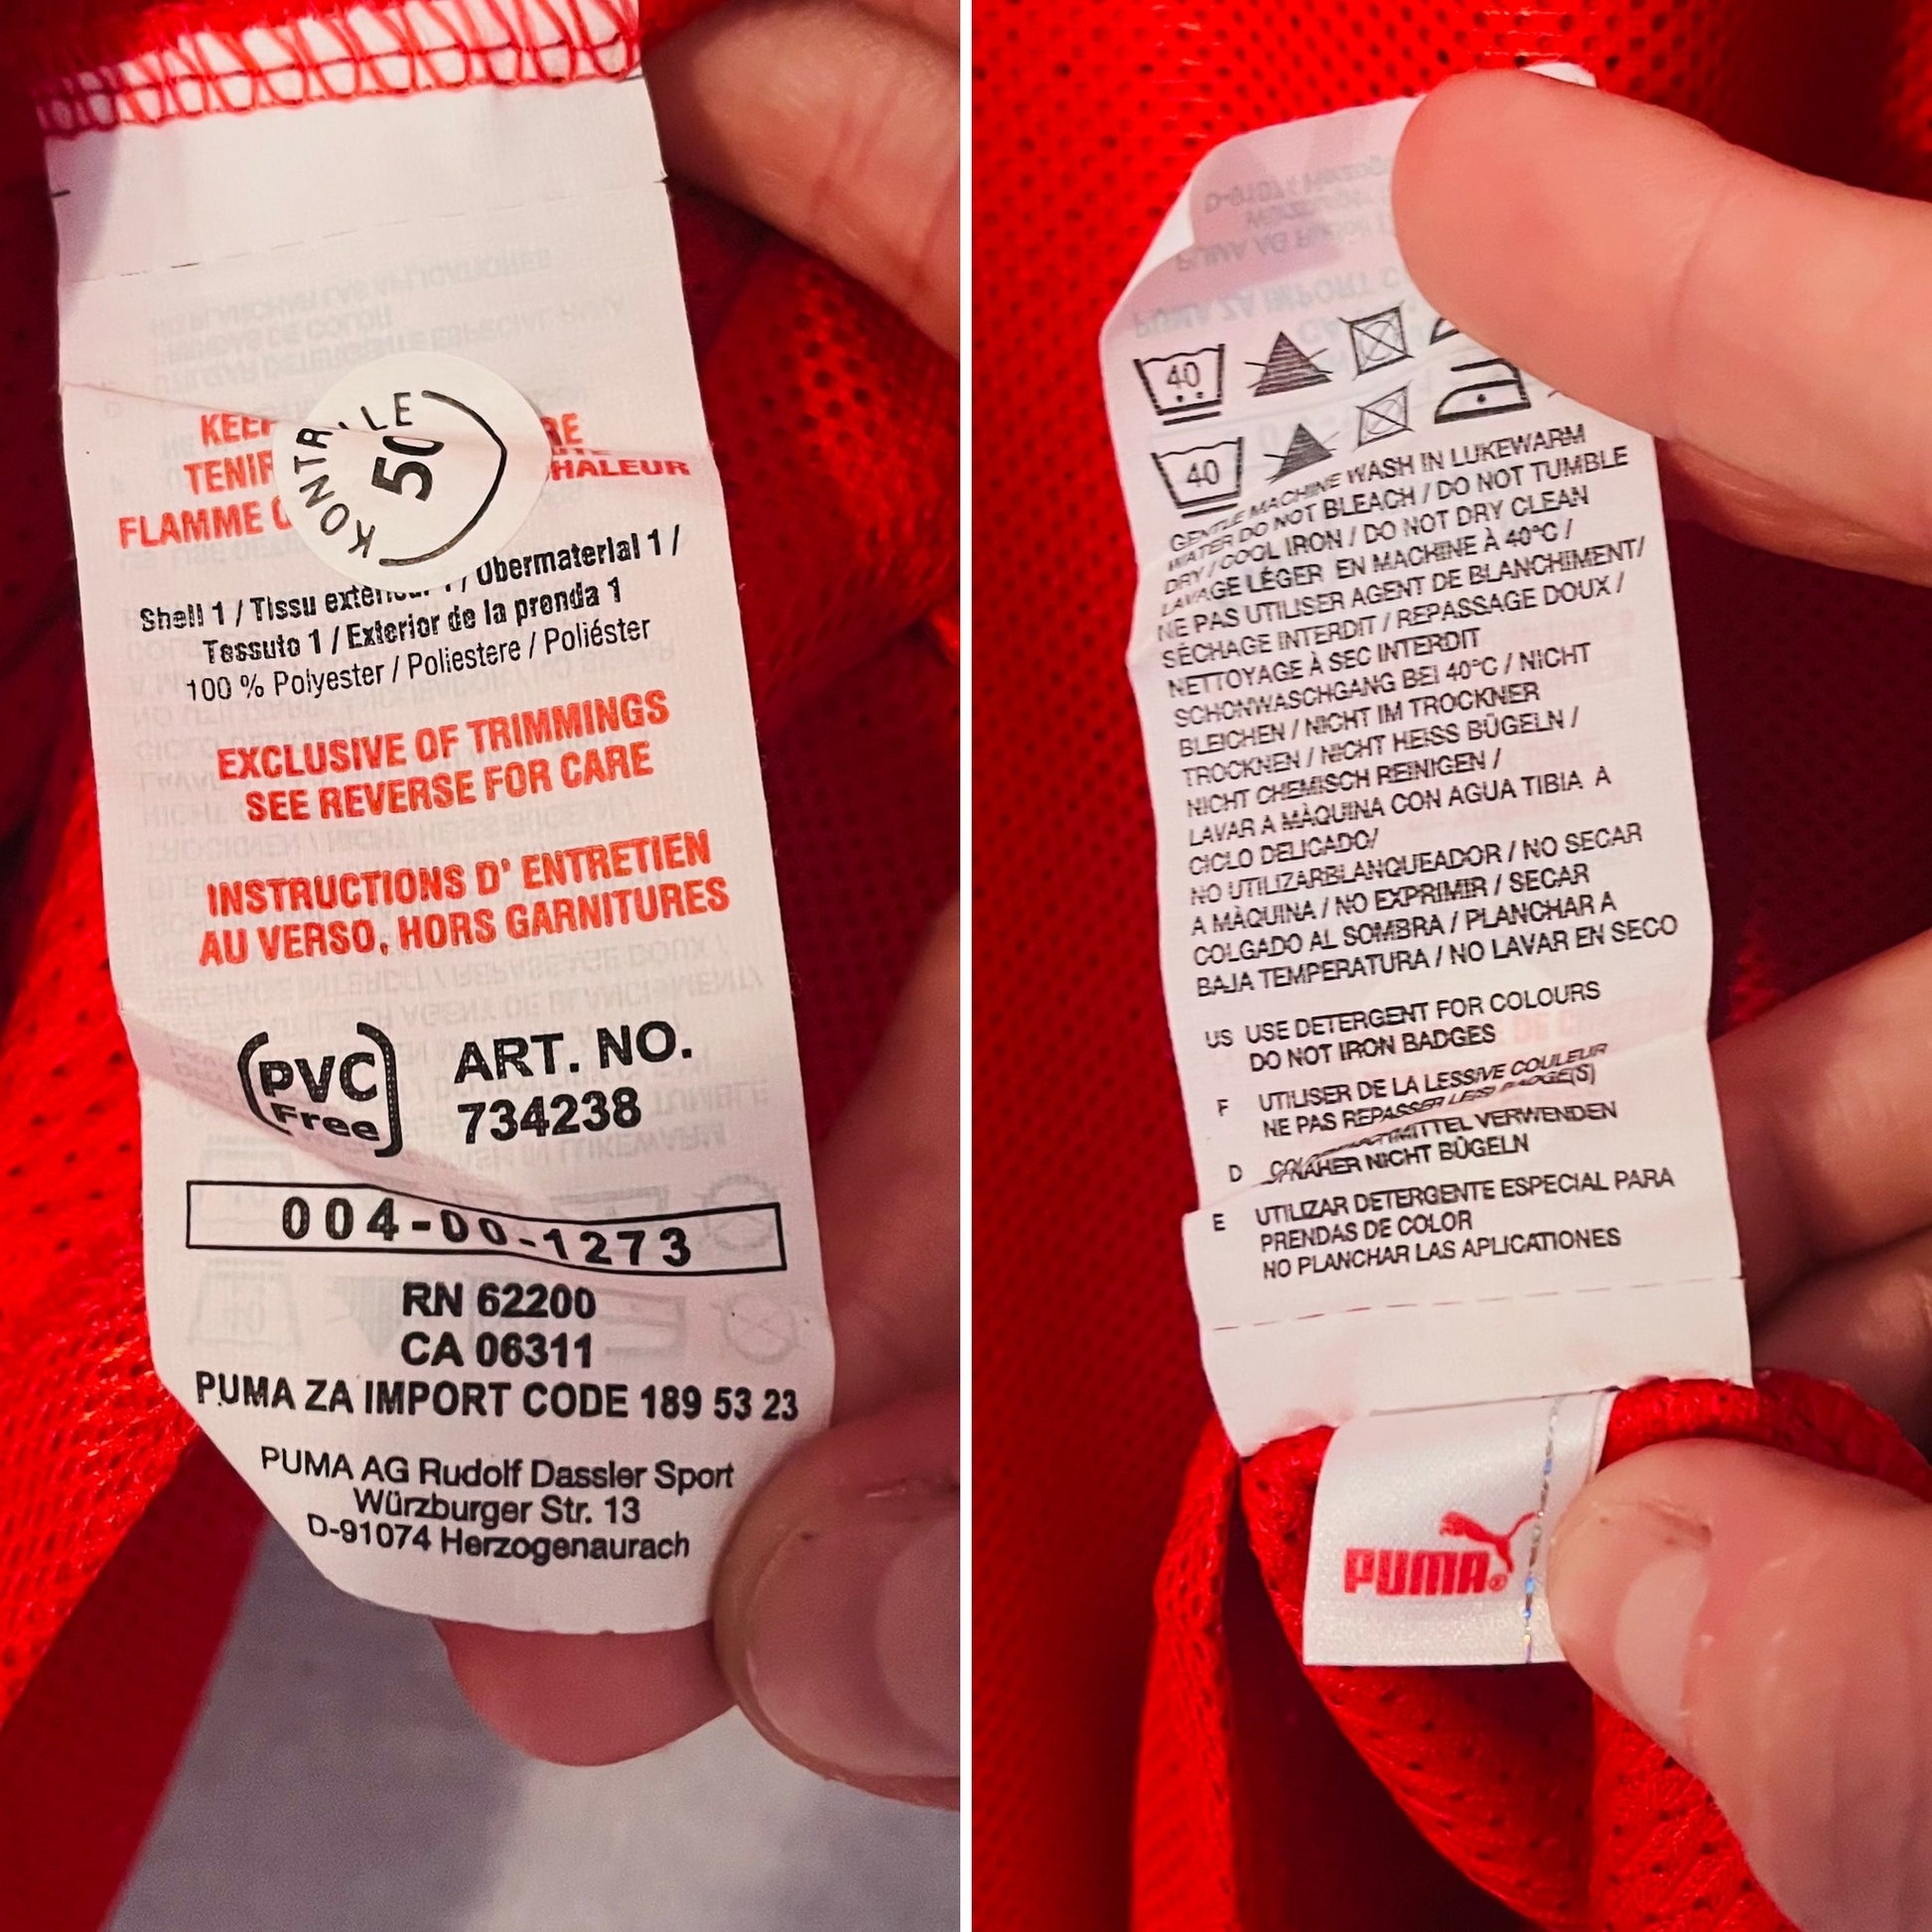 KONTR LLE
50
KEEP
TENIR
CHALEUR
FLAMME
Shell 1 / Tissu extérieur 1 / Obermaterial 1 /
Tessuto 1 / Exterior de la prenda 1
100 % Polyester / Poliestere / Poliéster
EXCLUSIVE OF TRIMMINGS
SEE REVERSE FOR CARE
INSTRUCTIONS D' ENTRETIEN
AU VERSO, HORS GARNITURES
PVC
Free
ART. NO.
734238
004-00-1273
RN 62200
CA 06311
PUMA ZA IMPORT CODE 189 53 23
PUMA AG Rudolf Dassler Sport
Würzburger Str. 13
D-91074 Herzogenaurach
40
40
GENTLE MACHINE WASH IN LUKEWARM
WATER DO NOT BLEACH / DO NOT TUMBLE
DRY / COOL IRON / DO NOT DRY CLEAN
LAVAGE LÉGER EN MACHINE À 40°C /
NE PAS UTILISER AGENT DE BLANCHIMENT/
SÉCHAGE INTERDIT / REPASSAGE DOUX /
NETTOYAGE À SEC INTERDIT
SCHONWASCHGANG BEI 40°C / NICHT
BLEICHEN / NICHT IM TROCKNER
TROCKNEN / NICHT HEISS BÜGELN /
NICHT CHEMISCH REINIGEN /
LAVAR A MÀQUINA CON AGUA TIBIA A
CICLO DELICADO/
NO UTILIZARBLANQUEADOR / NO SECAR
A MÀQUINA / NO EXPRIMIR / SECAR
COLGADO AL SOMBRA / PLANCHAR A
BAJA TEMPERATURA / NO LAVAR EN SECO
US USE DETERGENT FOR COLOURS
DO NOT IRON BADGES
F UTILISER DE LA LESSIVE COULEUR
NE PAS REPASSER LE(S) BADGE(S)
D VERWENDEN
NICHT BÜGELN
E UTILIZAR DETERGENTE ESPECIAL PARA
PRENDAS DE COLOR
NO PLANCHAR LAS APLICATIONES
PUMA®